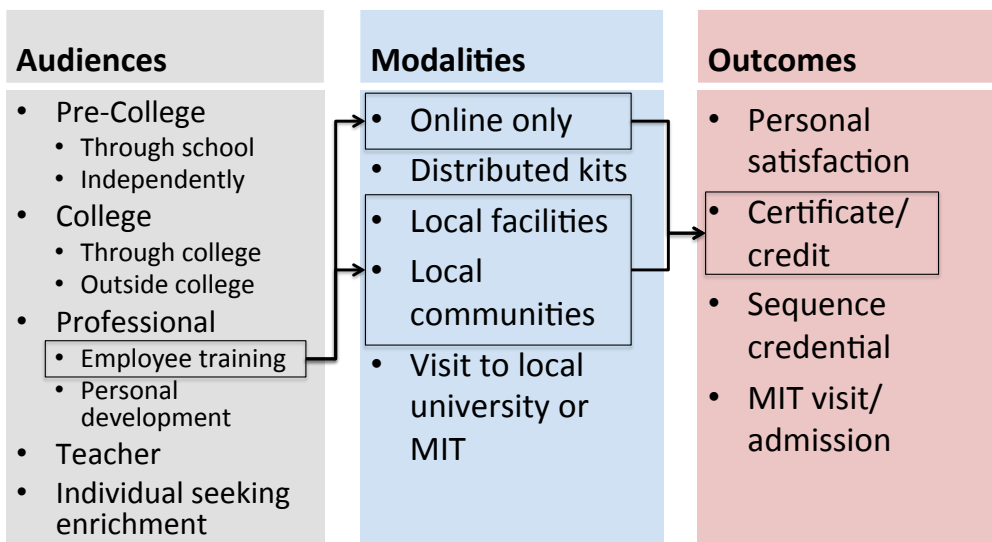 Audiences
• Pre-College
• Through school
• Independently
• College
• Through college
• Outside college
• Professional
• Employee training
• Personal
development
• Teacher
• Individual seeking
enrichment
Modalities
• Online only
• Distributed kits
• Local facilities
• Local
communities
• Visit to local
university or
MIT
Outcomes
• Personal
satisfaction
• Certificate/
credit
• Sequence
credential
• MIT visit/
admission